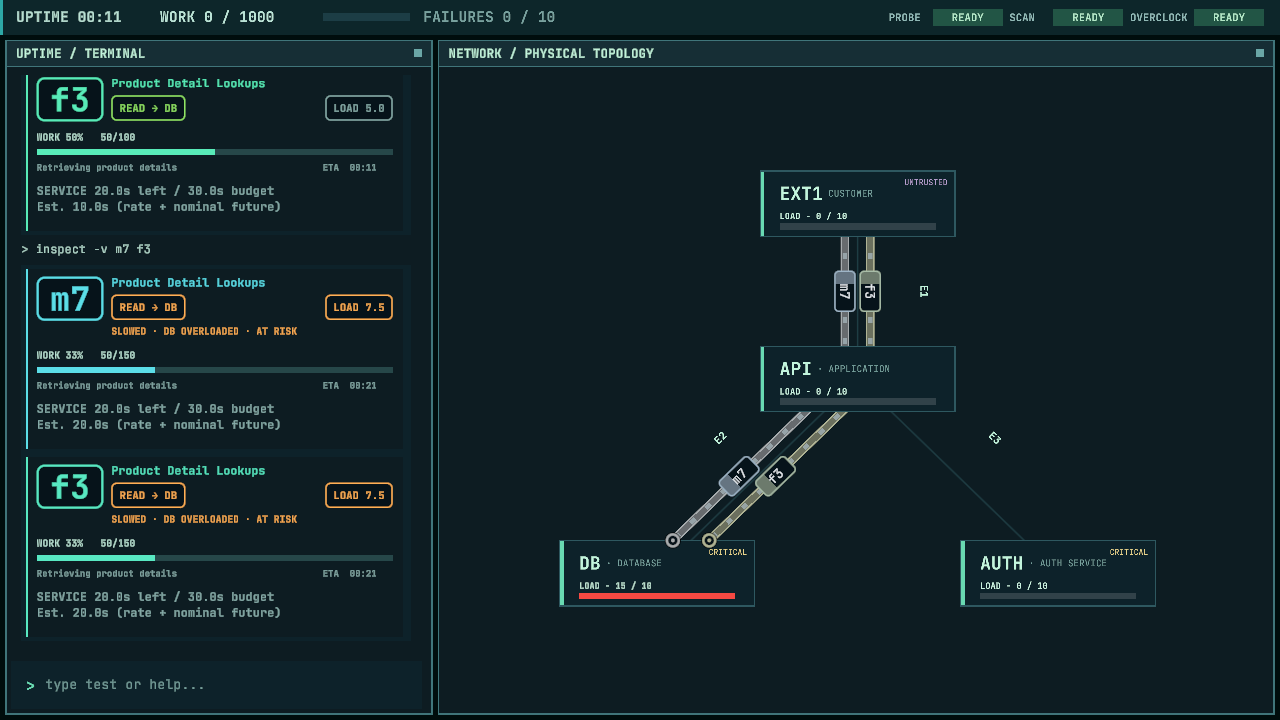 UPTIME 00:11 WORK 0 / 1000 FAILURES 0 / 10 PROBE READY SCAN READY OVERCLOCK READY
UPTIME / TERMINAL
f3 Product Detail Lookups
READ → DB LOAD 5.0
WORK 50% 50/100
Retrieving product details ETA 00:11
SERVICE 20.0s left / 30.0s budget
Est. 10.0s (rate + nominal future)
> inspect -v m7 f3
m7 Product Detail Lookups
READ → DB LOAD 7.5
SLOWED · DB OVERLOADED · AT RISK
WORK 33% 50/150
Retrieving product details ETA 00:21
SERVICE 20.0s left / 30.0s budget
Est. 20.0s (rate + nominal future)
f3 Product Detail Lookups
READ → DB LOAD 7.5
SLOWED · DB OVERLOADED · AT RISK
WORK 33% 50/150
Retrieving product details ETA 00:21
SERVICE 20.0s left / 30.0s budget
Est. 20.0s (rate + nominal future)
> type test or help...
NETWORK / PHYSICAL TOPOLOGY
UNTRUSTED
EXT1 CUSTOMER
LOAD - 0 / 10
m7 f3 E1
API · APPLICATION
LOAD - 0 / 10
E2 E3
m7 f3
CRITICAL
DB · DATABASE
LOAD - 15 / 10
CRITICAL
AUTH · AUTH SERVICE
LOAD - 0 / 10